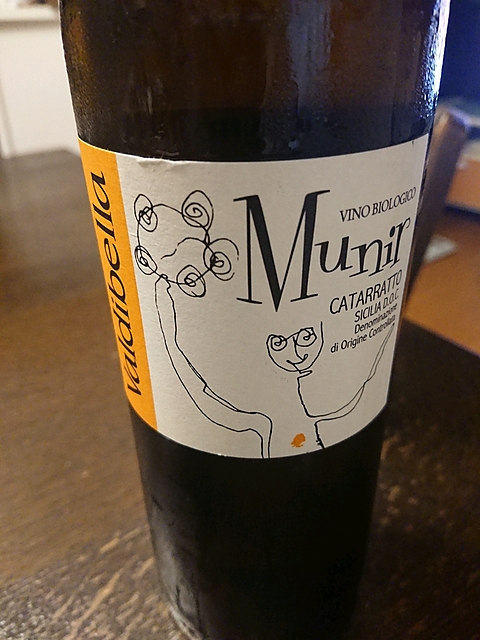 Valdibella
Munir
VINO BIOLOGICO
CATARRATTO
SICILIA D.O.C.
Denominazione
di Origine Controllata